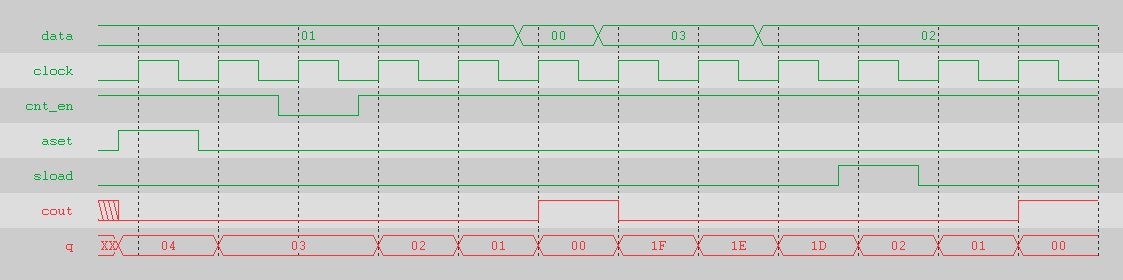 data 01 00 03 02
clock
cnt_en
aset
sload
cout
q XX 04 03 02 01 00 1F 1E 1D 02 01 00